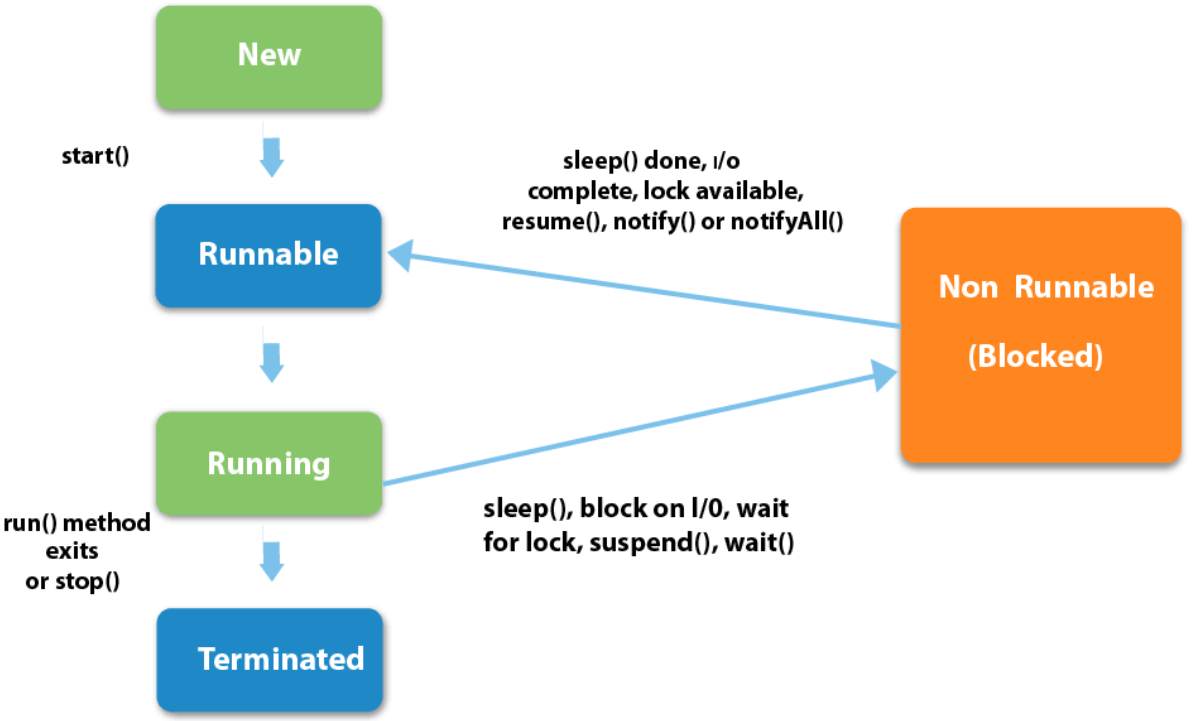 New
start()
sleep() done, I/o
complete, lock available,
resume(), notify() or notifyAll()
Runnable
Non Runnable
(Blocked)
Running
sleep(), block on l/0, wait
for lock, suspend(), wait()
run() method
exits
or stop()
Terminated